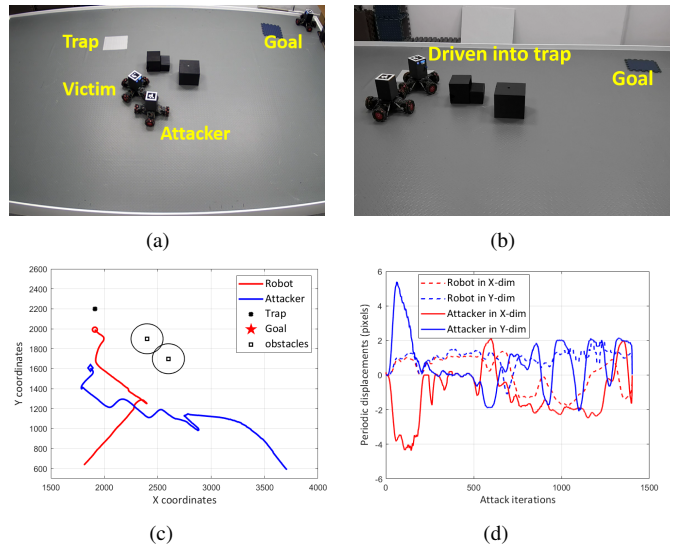 Trap
Goal
Victim
Attacker
(a)
Driven into trap
Goal
(b)
2600
2400
2200
2000
1800
1600
1400
1200
1000
800
600
Y coordinates
1500
2000
2500
3000
3500
4000
X coordinates
Robot
Attacker
Trap
Goal
obstacles
(c)
6
4
2
0
-2
-4
-6
Periodic displacements (pixels)
0
500
1000
1500
Attack iterations
Robot in X-dim
Robot in Y-dim
Attacker in X-dim
Attacker in Y-dim
(d)